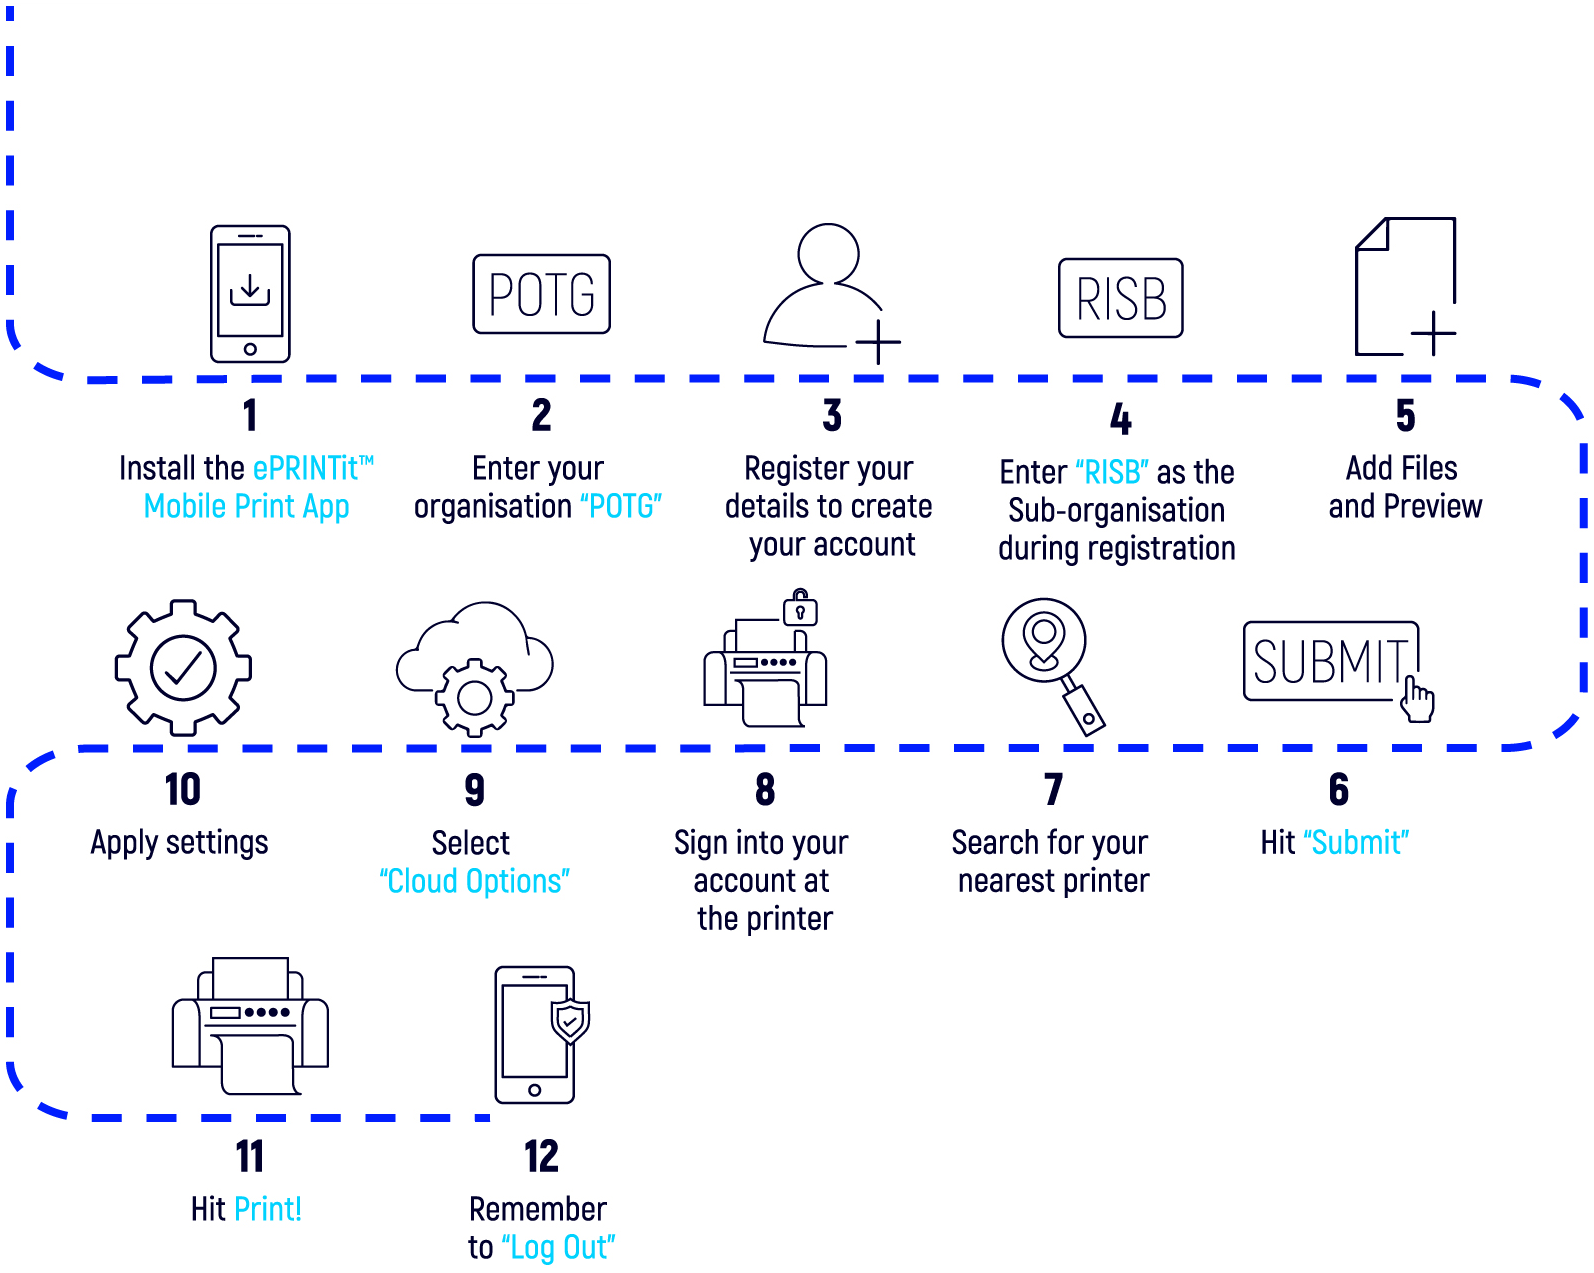 POTG
RISB
1
Install the ePRINTit™
Mobile Print App
2
Enter your
organisation “POTG”
3
Register your
details to create
your account
4
Enter “RISB” as the
Sub-organisation
during registration
5
Add Files
and Preview
SUBMIT
6
Hit “Submit”
7
Search for your
nearest printer
8
Sign into your
account at
the printer
9
Select
“Cloud Options”
10
Apply settings
11
Hit Print!
12
Remember
to “Log Out”